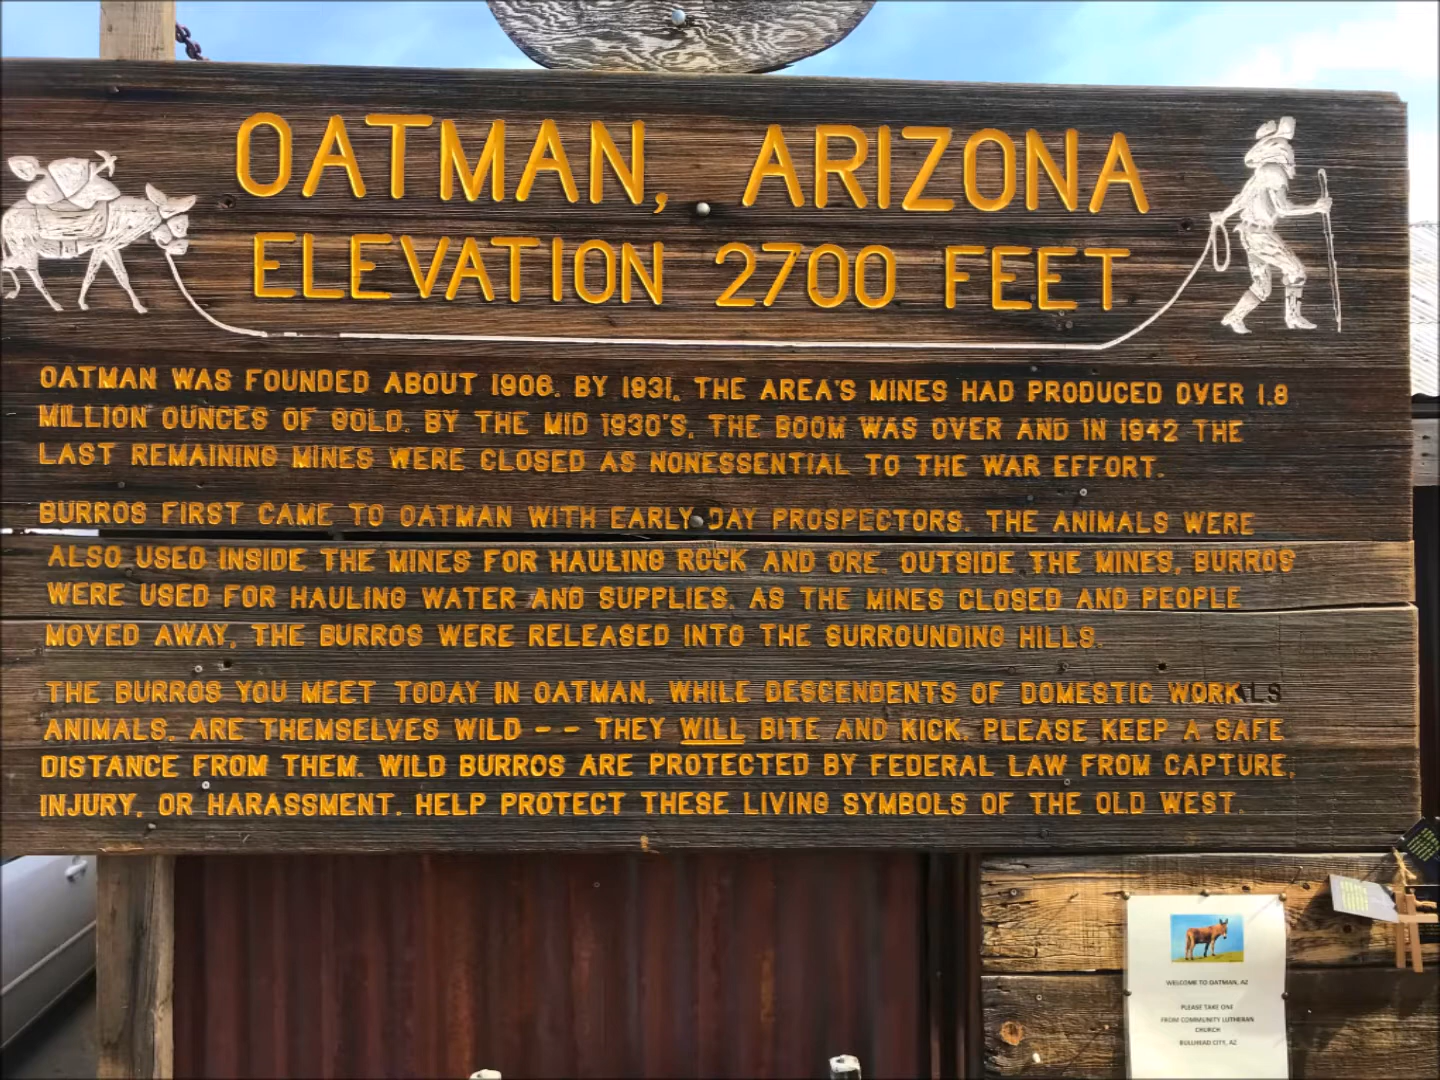 OATMAN, ARIZONA
ELEVATION 2700 FEET
OATMAN WAS FOUNDED ABOUT 1906. BY 1931, THE AREA'S MINES HAD PRODUCED OVER 1.8
MILLION OUNCES OF GOLD. BY THE MID 1930'S, THE BOOM WAS OVER AND IN 1942 THE
LAST REMAINING MINES WERE CLOSED AS NONESSENTIAL TO THE WAR EFFORT.
BURROS FIRST CAME TO OATMAN WITH EARLY DAY PROSPECTORS. THE ANIMALS WERE
ALSO USED INSIDE THE MINES FOR HAULING ROCK AND ORE. OUTSIDE THE MINES, BURROS
WERE USED FOR HAULING WATER AND SUPPLIES. AS THE MINES CLOSED AND PEOPLE
MOVED AWAY, THE BURROS WERE RELEASED INTO THE SURROUNDING HILLS.
THE BURROS YOU MEET TODAY IN OATMAN, WHILE DESCENDENTS OF DOMESTIC WORK
ANIMALS, ARE THEMSELVES WILD -- THEY WILL BITE AND KICK. PLEASE KEEP A SAFE
DISTANCE FROM THEM. WILD BURROS ARE PROTECTED BY FEDERAL LAW FROM CAPTURE,
INJURY, OR HARASSMENT. HELP PROTECT THESE LIVING SYMBOLS OF THE OLD WEST.
WELCOME TO OATMAN, AZ
PLEASE TAKE ONE
FROM COMMUNITY LUTHERAN
CHURCH
BULLHEAD CITY, AZ